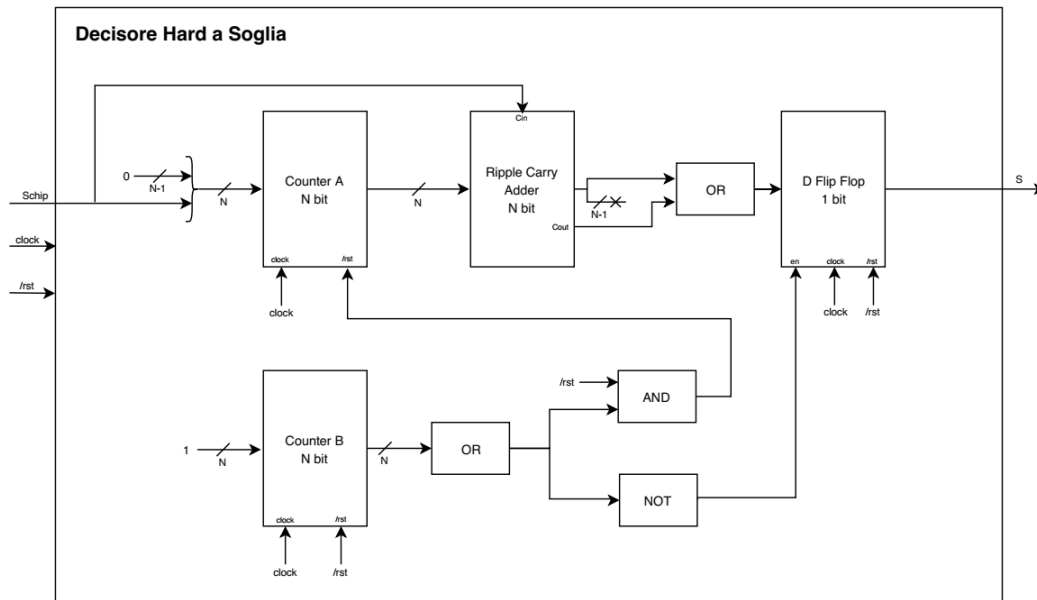 Decisore Hard a Soglia
Cin
0
N-1
Schip
N
Counter A
N bit
clock
/rst
N
Ripple Carry
Adder
N bit
Cout
N-1
OR
D Flip Flop
1 bit
en
clock
/rst
S
clock
/rst
clock
clock
/rst
/rst
AND
1
N
Counter B
N bit
clock
/rst
N
OR
NOT
clock
/rst